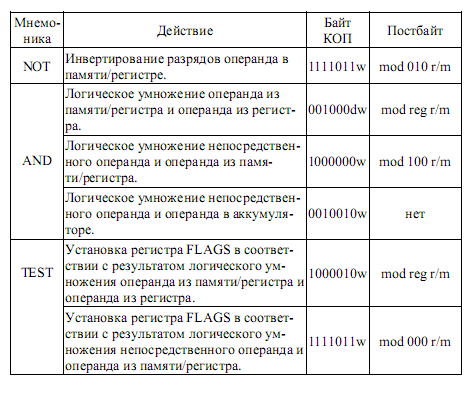 Мнемо-
ника
Действие
Байт
КОП
Постбайт
NOT
Инвертирование разрядов операнда в
памяти/регистре.
1111011w
mod 010 r/m
AND
Логическое умножение операнда из
памяти/регистра и операнда из регист-
ра.
001000dw
mod reg r/m
Логическое умножение непосредствен-
ного операнда и операнда из памя-
ти/регистра.
1000000w
mod 100 r/m
Логическое умножение непосредствен-
ного операнда и операнда в аккумуля-
торе.
0010010w
нет
TEST
Установка регистра FLAGS в соответ-
ствии с результатом логического ум-
ножения операнда из памяти/регистра и
операнда из регистра.
1000010w
mod reg r/m
Установка регистра FLAGS в соответ-
ствии с результатом логического ум-
ножения непосредственного операнда и
операнда из памяти/регистра.
1111011w
mod 000 r/m